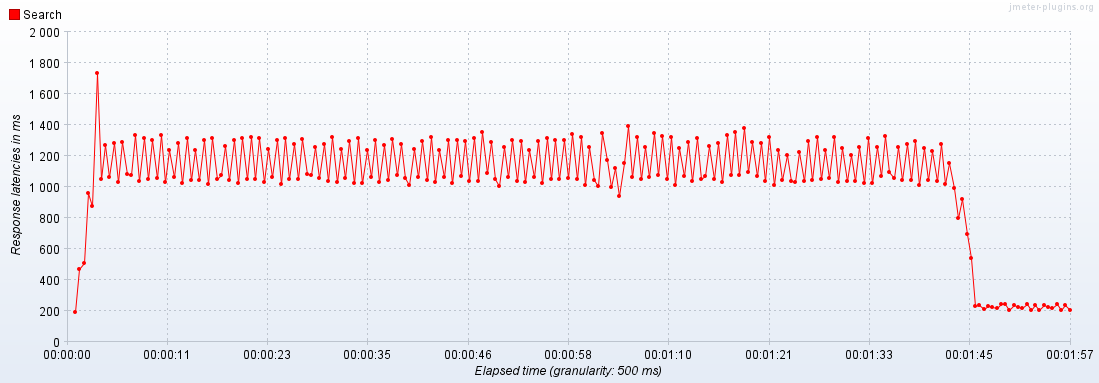 jmeter-plugins.org
Search
2 000
1 800
1 600
1 400
1 200
1 000
800
600
400
200
0
Response latencies in ms
00:00:00 00:00:11 00:00:23 00:00:35 00:00:46 00:00:58 00:01:10 00:01:21 00:01:33 00:01:45 00:01:57
Elapsed time (granularity: 500 ms)